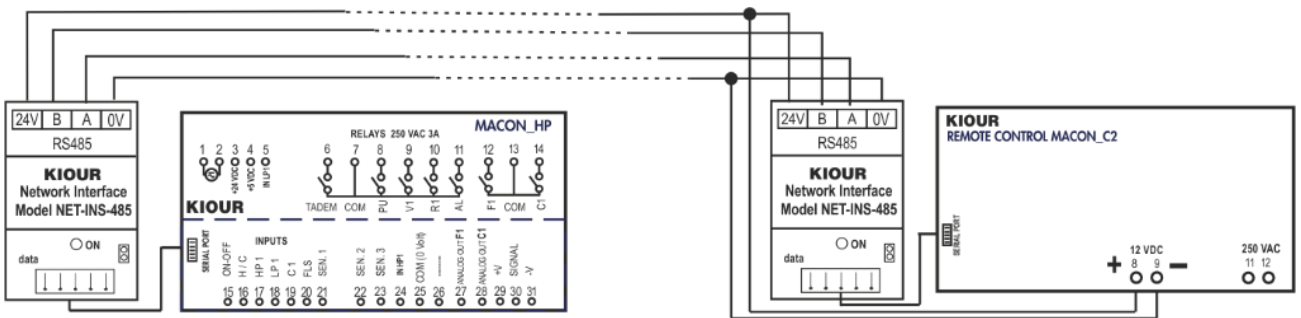 24V B A 0V
RS485
KIOUR
Network Interface
Model NET-INS-485
ON
data
MACON_HP
RELAYS 250 VAC 3A
1 2 3 4 5 6 7 8 9 10 11 12 13 14
+24 VDC
+5 VDC
IN LP1
TADEM COM PU V1 R1 AL F1 COM C1
KIOUR
SERIAL PORT
INPUTS
ON-OFF
H / C
HP 1
LP 1
C 1
FLS
SEN. 1
SEN. 2
SEN. 3
IN HP1
COM (0 Volt)
------
ANALOG OUT F1
ANALOG OUT C1
+V
SIGNAL
-V
15 16 17 18 19 20 21 22 23 24 25 26 27 28 29 30 31
24V B A 0V
RS485
KIOUR
Network Interface
Model NET-INS-485
ON
data
KIOUR
REMOTE CONTROL MACON_C2
SERIAL PORT
12 VDC 250 VAC
+ 8 9 - 11 12